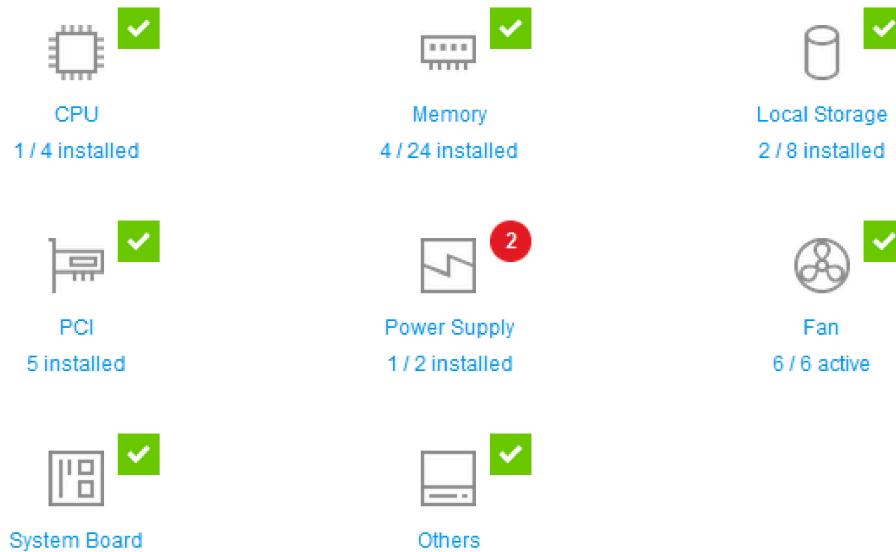 CPU
1 / 4 installed
Memory
4 / 24 installed
Local Storage
2 / 8 installed
2
PCI
5 installed
Power Supply
1 / 2 installed
Fan
6 / 6 active
System Board
Others